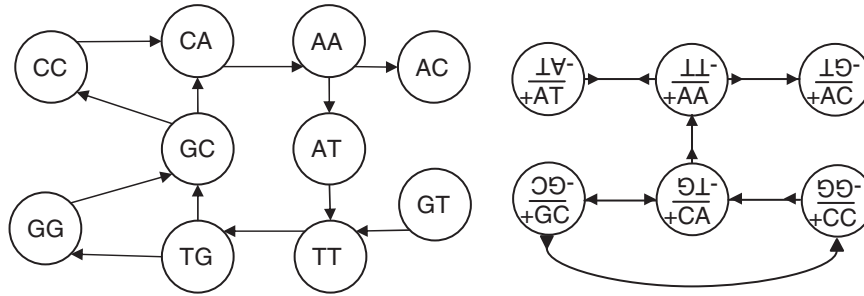 CA
AA
CC
AC
GC
AT
GT
GG
TG
TT
-AT
+AT
-TT
+AA
-GT
+AC
-GC
+GC
-TG
+CA
-GG
+CC